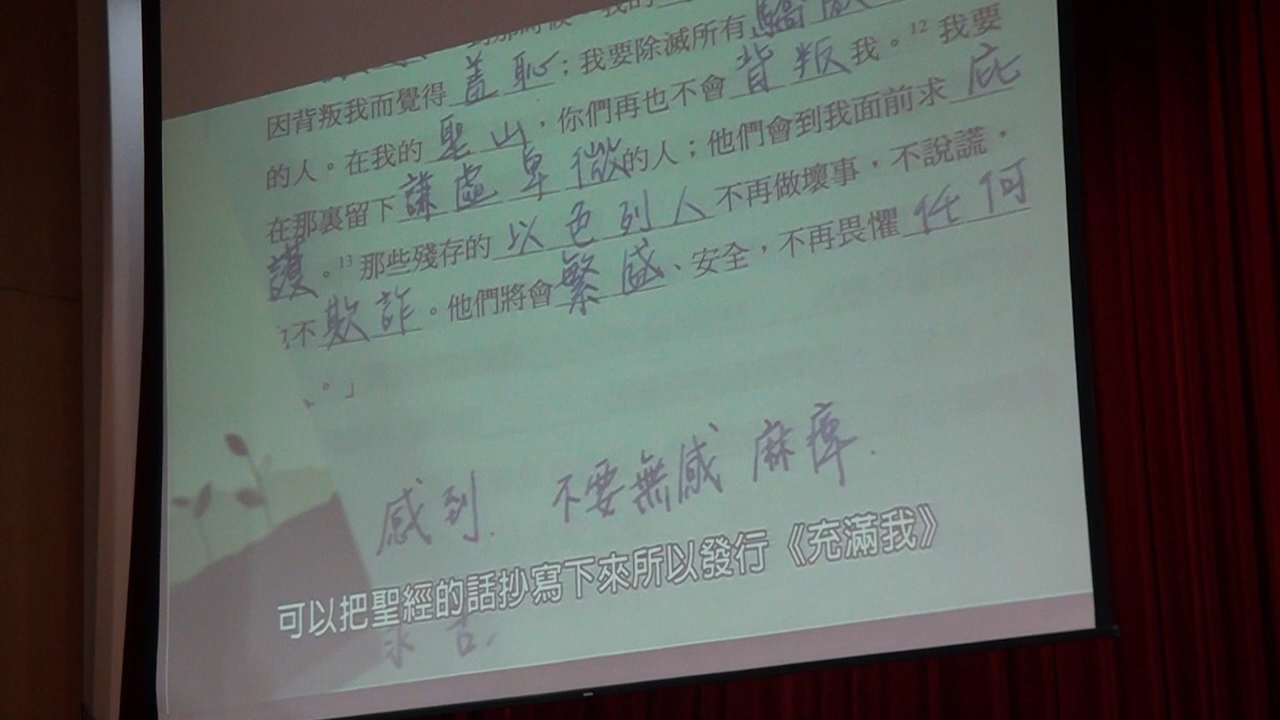 因背叛我而覺得 羞恥；我要除滅所有
的人。在我的 聖山，你們再也不會 背叛 我。12 我要
在那裏留下 謙虛卑微的人；他們會到我面前求 庇
護。13 那些殘存的 以色列人 不再做壞事，不說謊，
不欺詐。他們將會繁盛、安全，不再畏懼 任何
。」
感到. 不要無感 麻痺.
可以把聖經的話抄寫下來所以發行《充滿我》
求告.